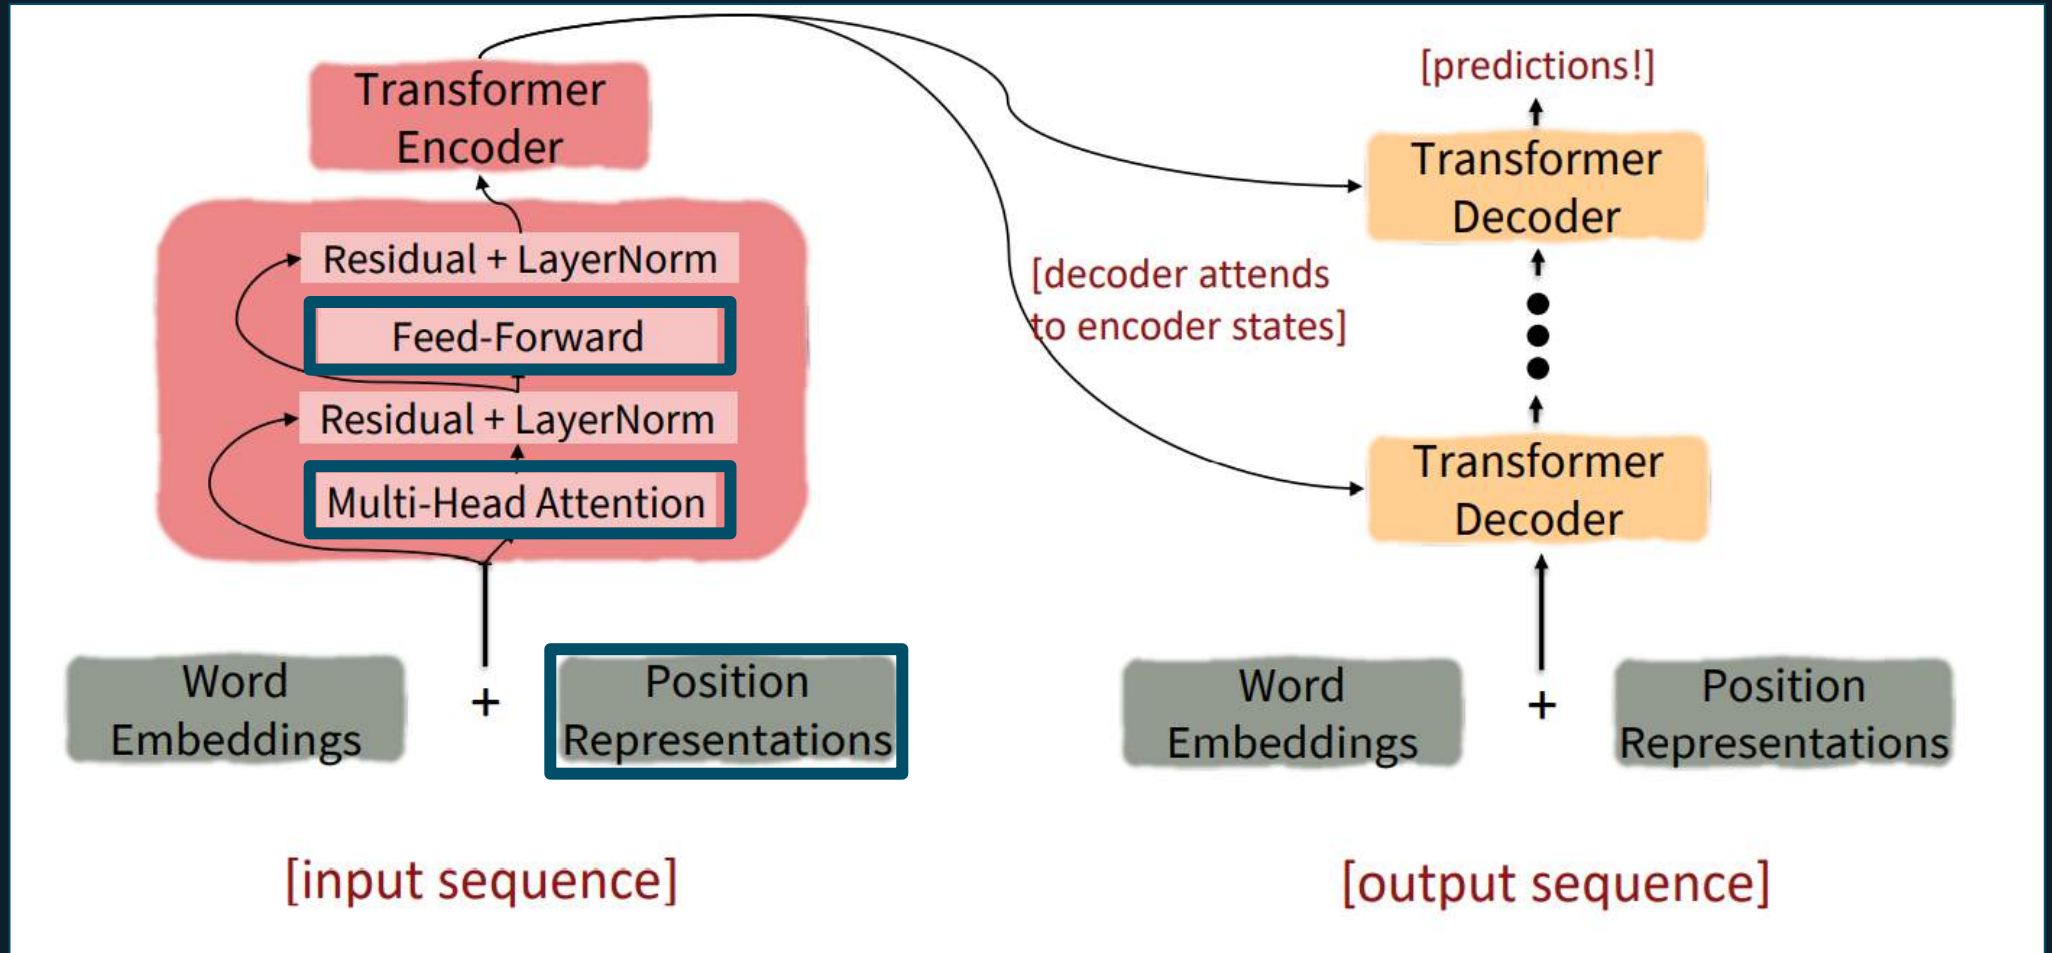 Transformer
Encoder
Residual + LayerNorm
Feed-Forward
Residual + LayerNorm
Multi-Head Attention
Word
Embeddings
+
Position
Representations
[input sequence]
[decoder attends
to encoder states]
[predictions!]
Transformer
Decoder
Transformer
Decoder
Word
Embeddings
+
Position
Representations
[output sequence]